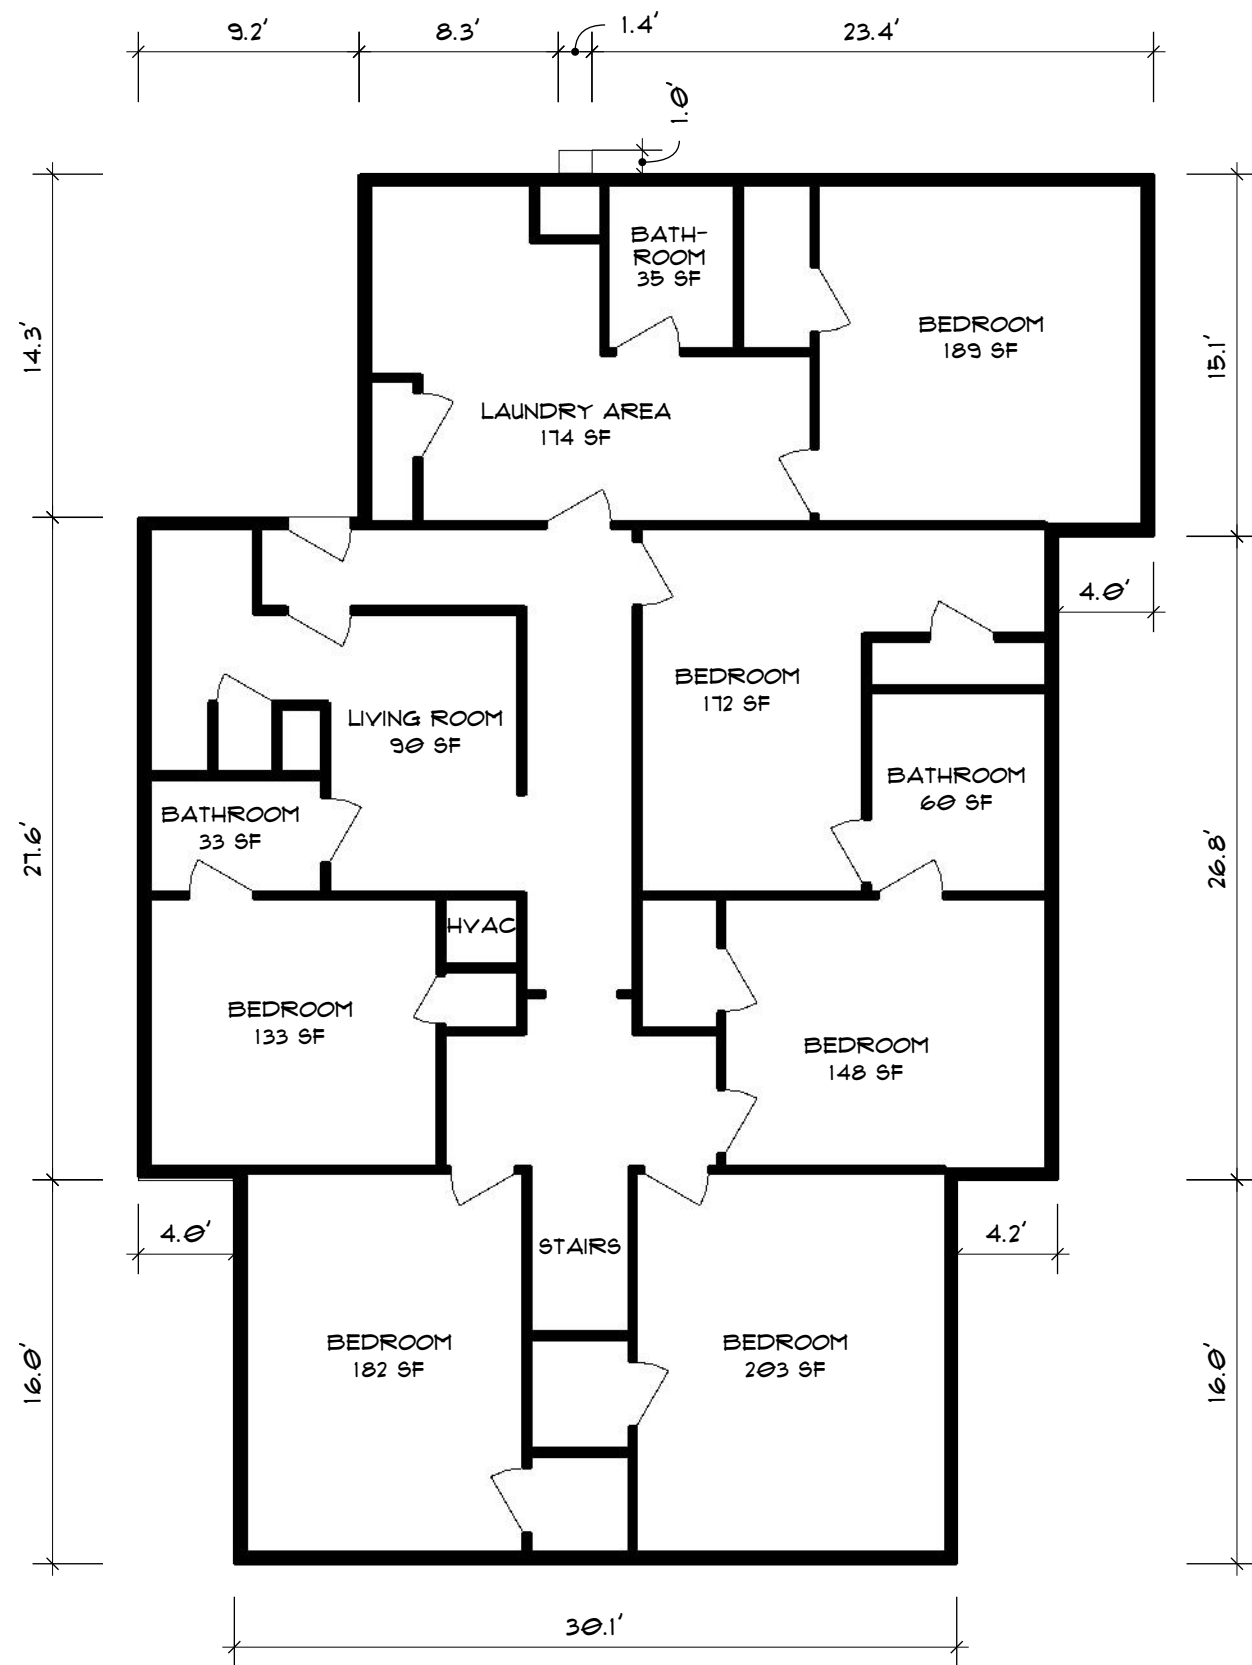 9.2'
8.3'
1.4'
23.4'
1.0'
14.3'
15.1'
BATH-
ROOM
35 SF
BEDROOM
189 SF
LAUNDRY AREA
174 SF
4.0'
BEDROOM
172 SF
LIVING ROOM
90 SF
BATHROOM
60 SF
BATHROOM
33 SF
27.6'
26.8'
HVAC
BEDROOM
133 SF
BEDROOM
148 SF
4.0'
STAIRS
4.2'
BEDROOM
182 SF
BEDROOM
203 SF
16.0'
16.0'
30.1'